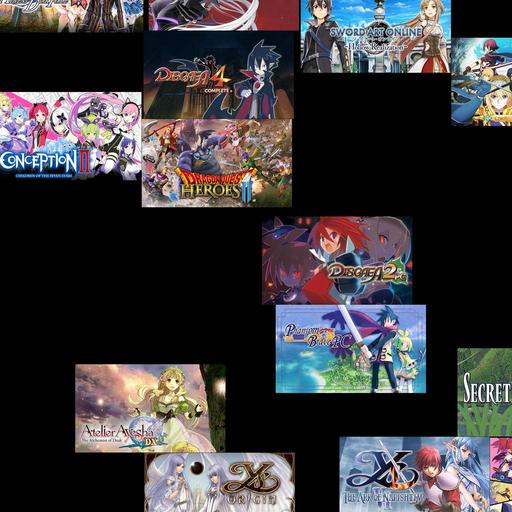 SWORD ART ONLINE
-Hollow Realization-
DISGAEA 4
COMPLETE+
CONCEPTION II
CHILDREN OF THE SEVEN STARS
DRAGON QUEST
HEROES II
DISGAEA 2 PC
Phantom
Brave PC
SECRET
Atelier Ayesha
The Alchemist of Dusk
DX
Ys
ORIGIN
Ys
THE ARK OF NAPISHTIM